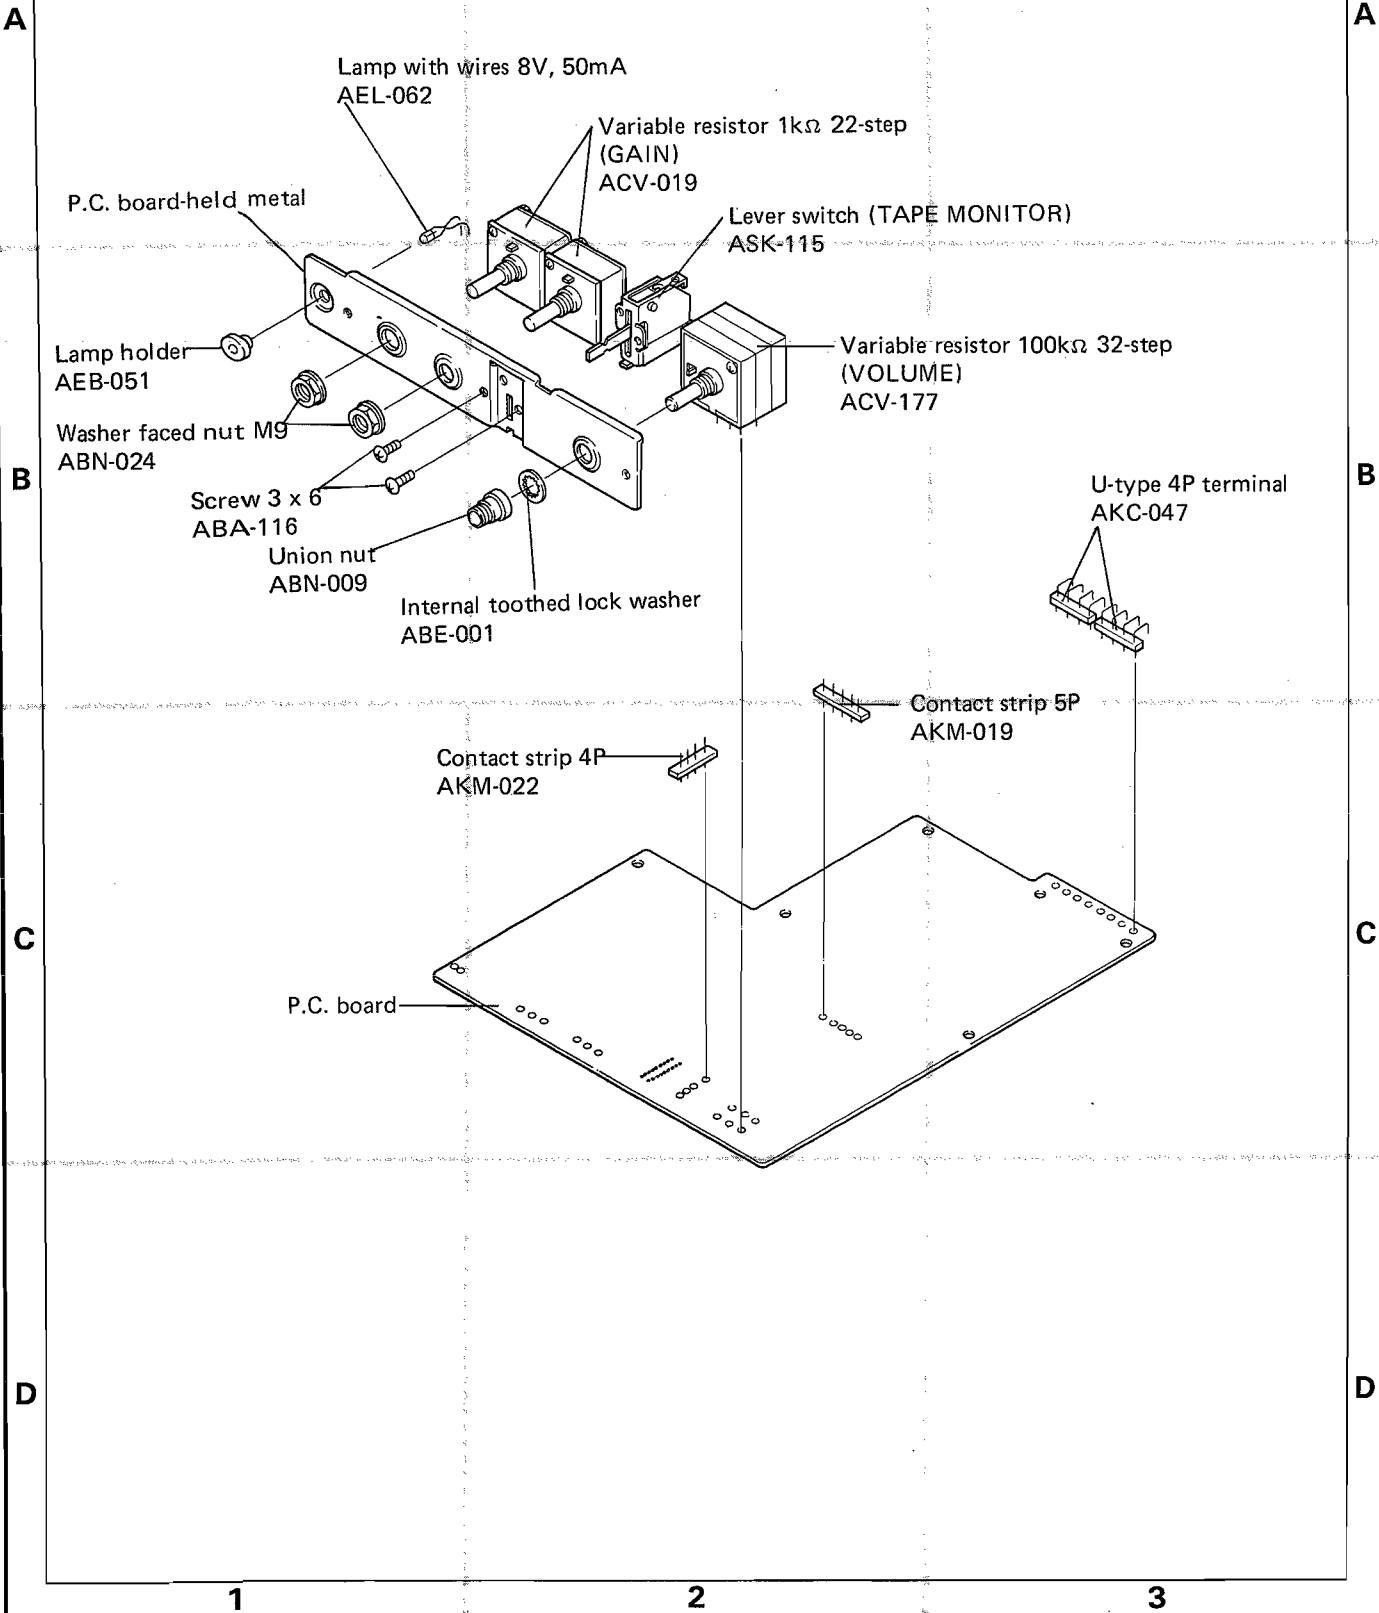 A
A
Lamp with wires 8V, 50mA
AEL-062
Variable resistor 1kΩ 22-step
(GAIN)
ACV-019
P.C. board-held metal
Lever switch (TAPE MONITOR)
ASK-115
Lamp holder
AEB-051
Variable resistor 100kΩ 32-step
(VOLUME)
ACV-177
Washer faced nut M9
ABN-024
B
B
Screw 3 x 6
ABA-116
U-type 4P terminal
AKC-047
Union nut
ABN-009
Internal toothed lock washer
ABE-001
Contact strip 5P
AKM-019
Contact strip 4P
AKM-022
C
C
P.C. board
D
D
1
2
3